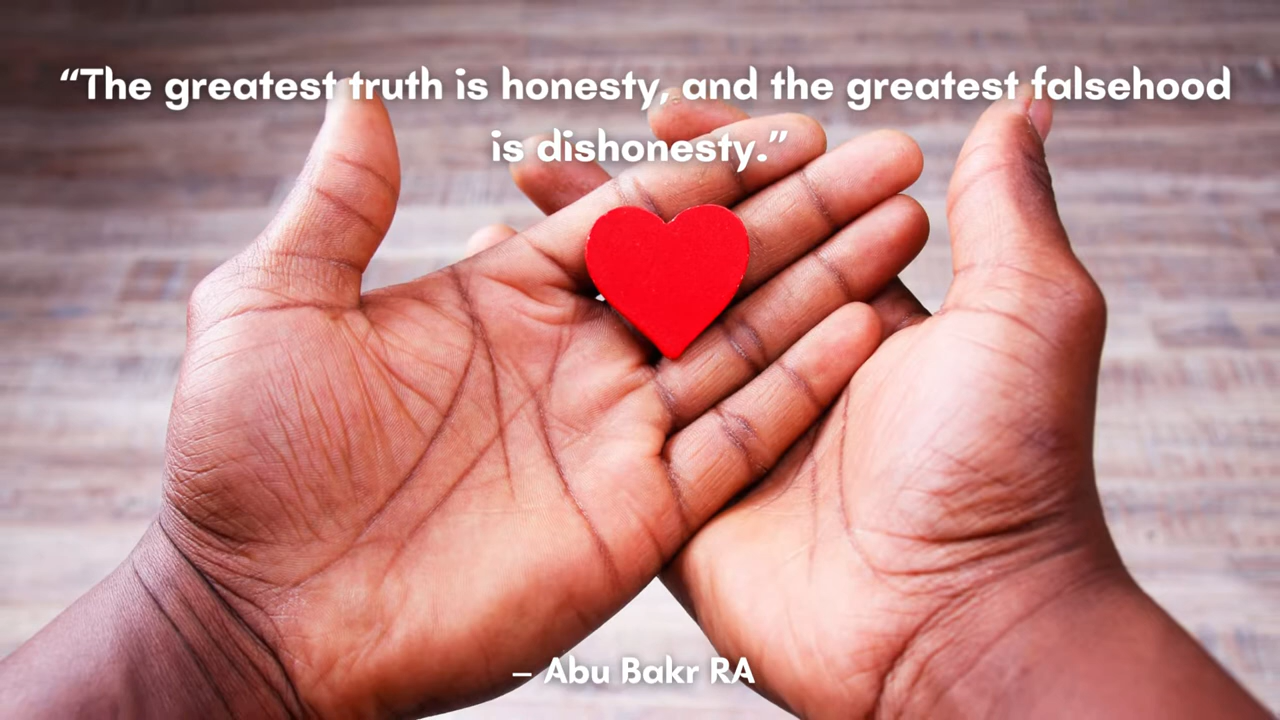 “The greatest truth is honesty, and the greatest falsehood
is dishonesty.”
– Abu Bakr RA